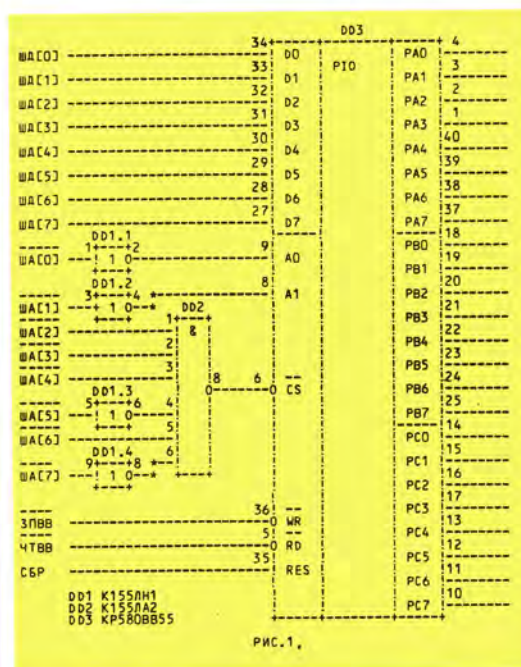 DD3
PIO
ШД[0] 34 D0 PA0 4
ШД[1] 33 D1 PA1 3
ШД[2] 32 D2 PA2 2
ШД[3] 31 D3 PA3 1
ШД[4] 30 D4 PA4 40
ШД[5] 29 D5 PA5 39
ШД[6] 28 D6 PA6 38
ШД[7] 27 D7 PA7 37
DD1.1
ША[0] 1 1 2 9 A0 PB0 18
PB1 19
DD1.2
ША[1] 3 1 4 8 A1 PB2 20
DD2
&
ША[2] 1 PB3 21
ША[3] 2 PB4 22
ША[4] 3 PB5 23
8 6 CS PB6 24
DD1.3
ША[5] 5 1 6 4 PB7 25
ША[6] 5 PC0 14
DD1.4
ША[7] 9 1 8 6 PC1 15
PC2 16
ЗПВВ 36 WR PC3 17
PC4 13
ЧТВВ 5 RD PC5 12
СБР 35 RES PC6 11
PC7 10
DD1 К155ЛН1
DD2 К155ЛА2
DD3 КР580ВВ55
РИС.1.